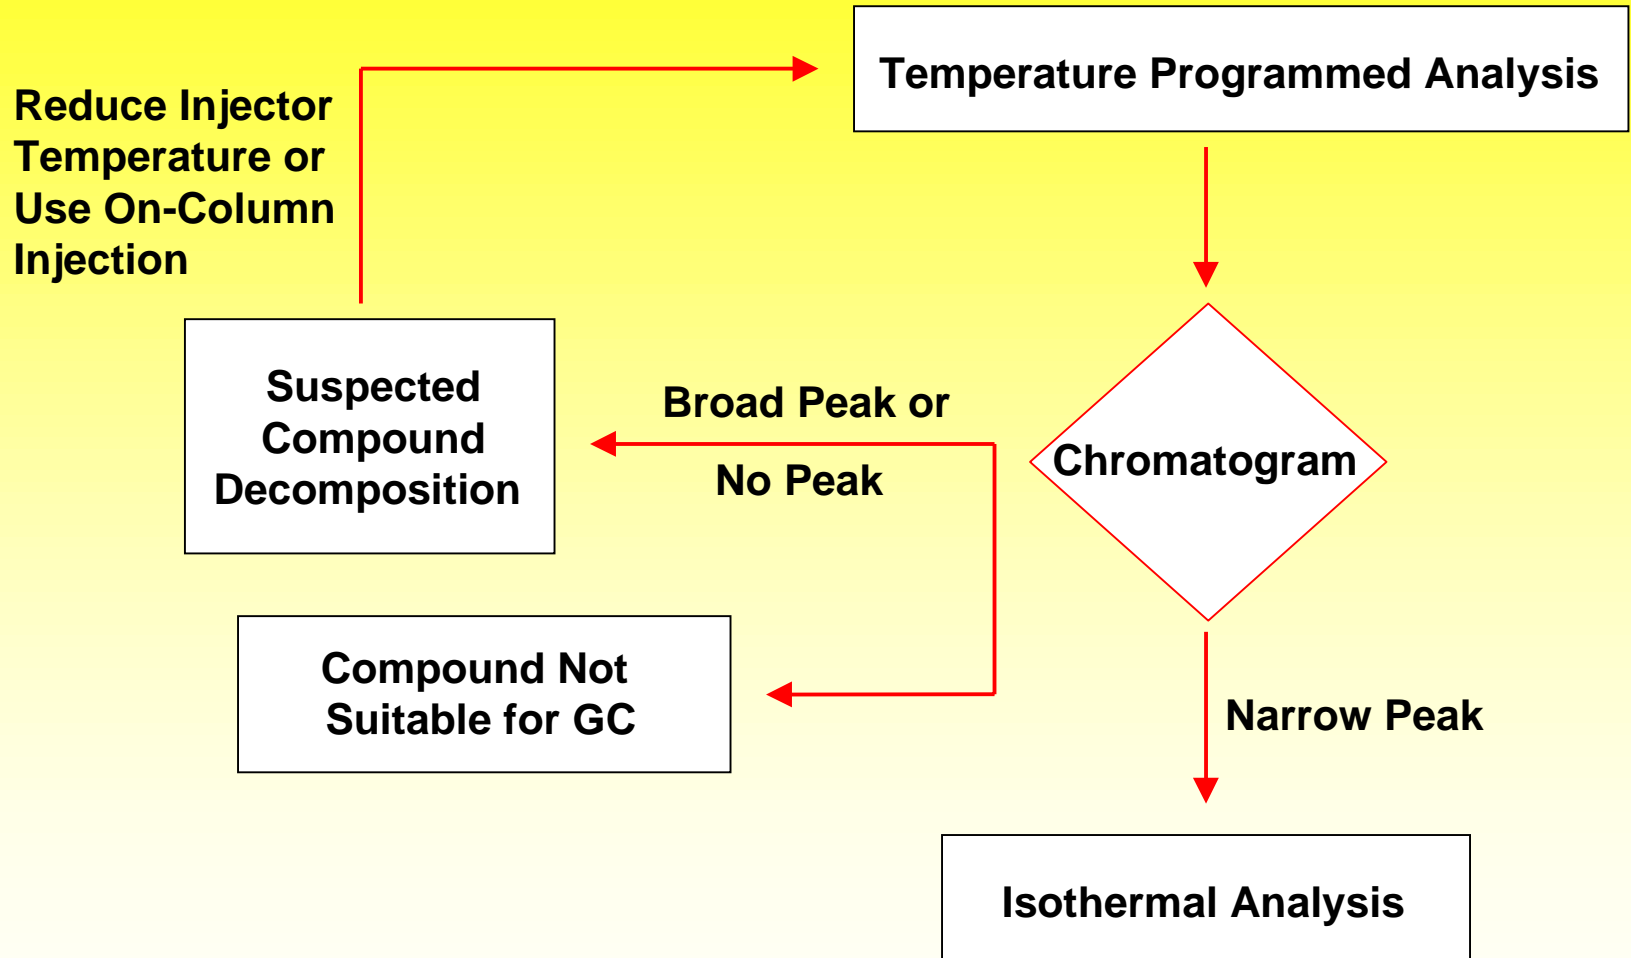 Temperature Programmed Analysis
Reduce Injector
Temperature or
Use On-Column
Injection
Suspected
Compound
Decomposition
Broad Peak or
No Peak
Chromatogram
Compound Not
Suitable for GC
Narrow Peak
Isothermal Analysis